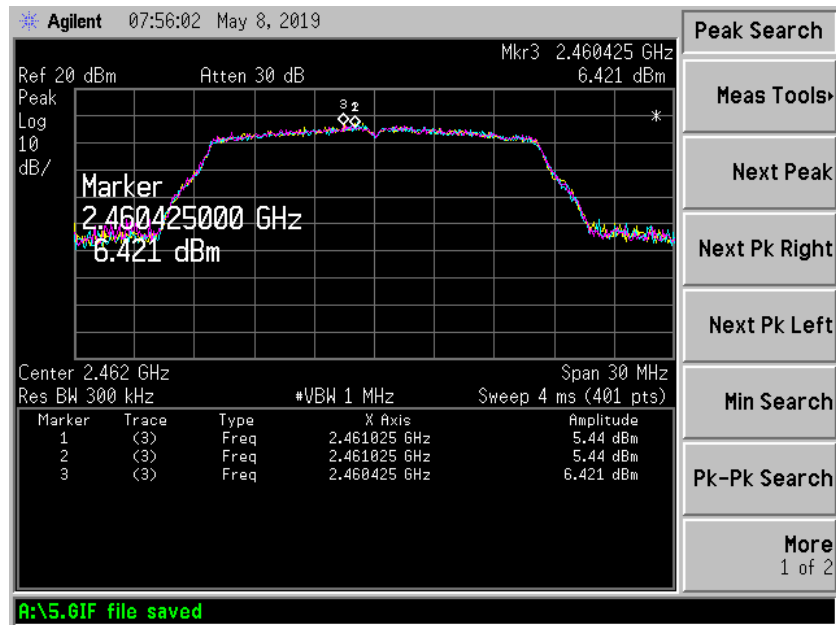 Agilent 07:56:02 May 8, 2019
Mkr3 2.460425 GHz
Ref 20 dBm Atten 30 dB 6.421 dBm
Peak
Log
10
dB/
3 2
*
Marker
2.460425000 GHz
6.421 dBm
Center 2.462 GHz Span 30 MHz
Res BW 300 kHz #VBW 1 MHz Sweep 4 ms (401 pts)
Marker Trace Type X Axis Amplitude
1 (3) Freq 2.461025 GHz 5.44 dBm
2 (3) Freq 2.461025 GHz 5.44 dBm
3 (3) Freq 2.460425 GHz 6.421 dBm
A:\5.GIF file saved
Peak Search
Meas Tools
Next Peak
Next Pk Right
Next Pk Left
Min Search
Pk-Pk Search
More
1 of 2